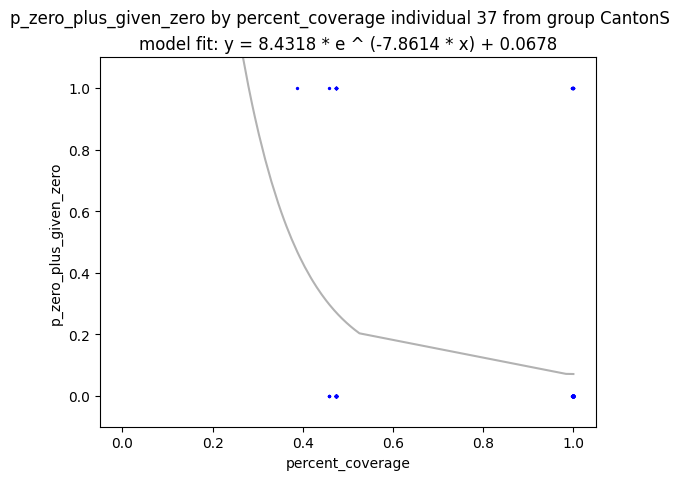 p_zero_plus_given_zero by percent_coverage individual 37 from group CantonS
model fit: y = 8.4318 * e ^ (-7.8614 * x) + 0.0678
1.0
0.8
0.6
0.4
0.2
0.0
p_zero_plus_given_zero
0.0 0.2 0.4 0.6 0.8 1.0
percent_coverage